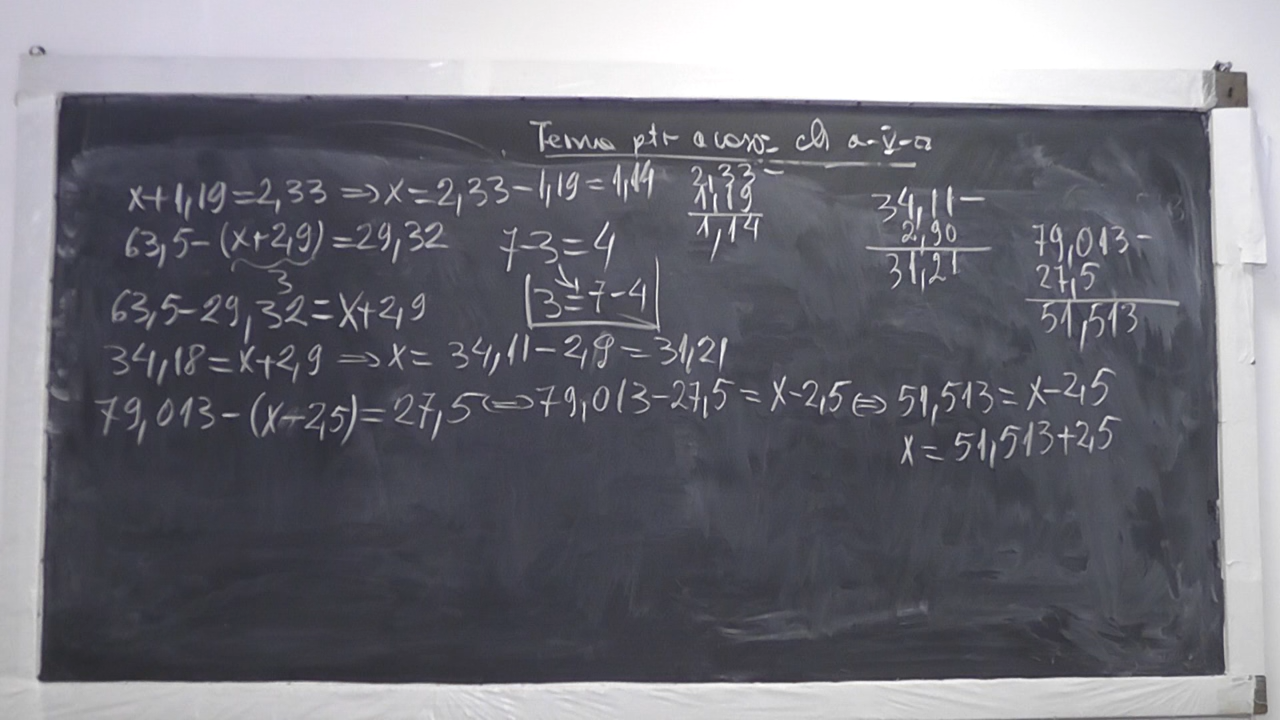 Tema ptr acasă cls a-V-a
x+1,19=2,33 ⇒ x=2,33-1,19=1,14
2,33-
1,19
1,14
63,5-(x+2,9)=29,32
3
7-3=4
3=7-4
63,5-29,32=x+2,9
34,18=x+2,9 ⇒ x= 34,11-2,9=31,21
34,11-
2,90
31,21
79,013-
27,5
51,513
79,013-(x-2,5)=27,5 ⇔ 79,013-27,5=x-2,5 ⇔ 51,513=x-2,5
x=51,513+2,5